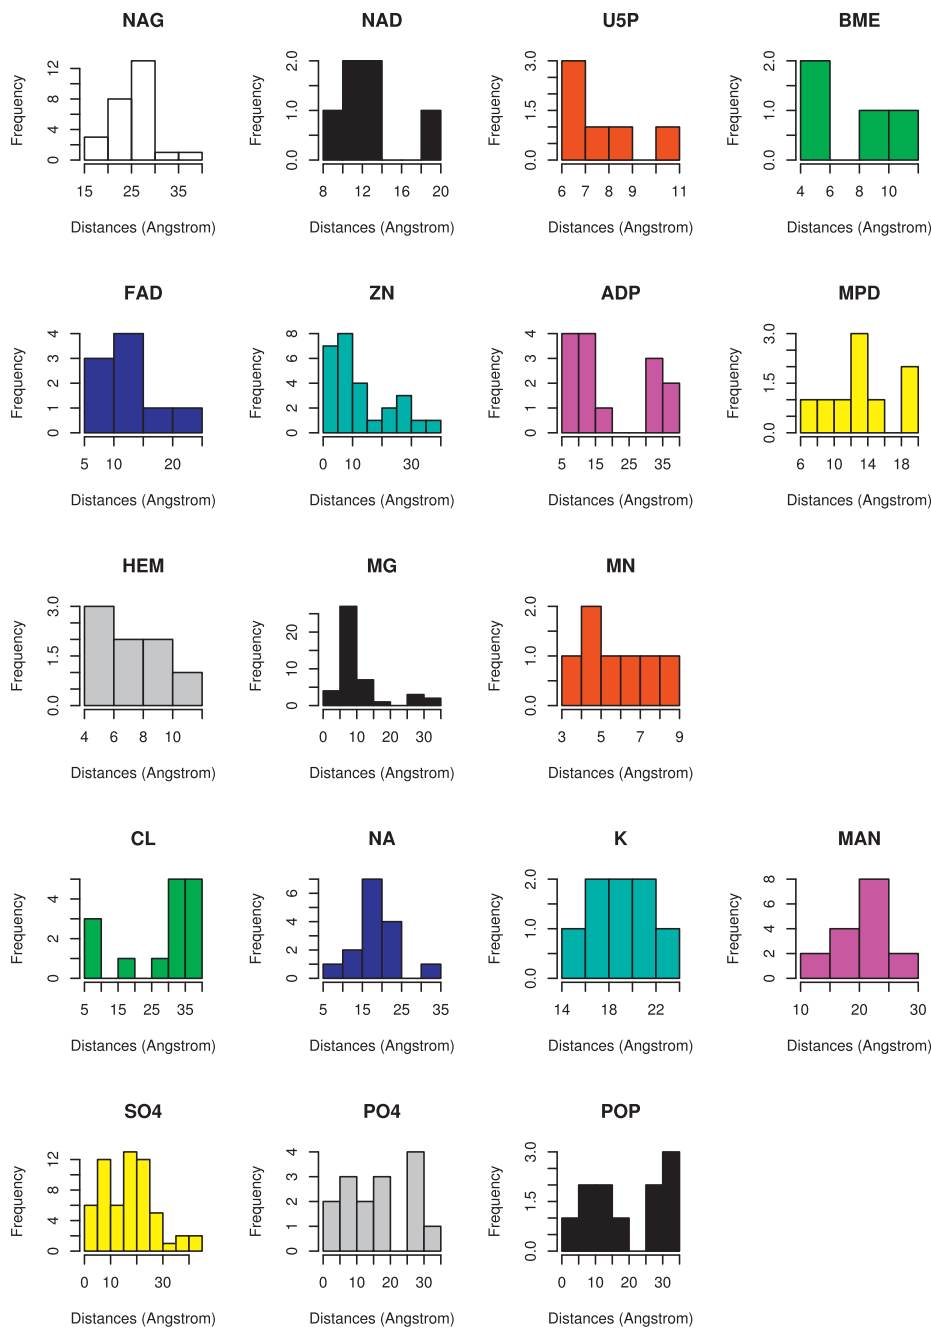 NAG NAD U5P BME
Frequency 0 4 8 12 Frequency 0.0 1.0 2.0 Frequency 0.0 1.5 3.0 Frequency 0.0 1.0 2.0
15 25 35 8 12 16 20 6 7 8 9 11 4 6 8 10
Distances (Angstrom) Distances (Angstrom) Distances (Angstrom) Distances (Angstrom)
FAD ZN ADP MPD
Frequency 0 1 2 3 4 Frequency 0 2 4 6 8 Frequency 0 1 2 3 4 Frequency 0.0 1.5 3.0
5 10 20 0 10 30 5 15 25 35 6 10 14 18
Distances (Angstrom) Distances (Angstrom) Distances (Angstrom) Distances (Angstrom)
HEM MG MN
Frequency 0.0 1.5 3.0 Frequency 0 10 20 Frequency 0.0 1.0 2.0
4 6 8 10 0 10 20 30 3 5 7 9
Distances (Angstrom) Distances (Angstrom) Distances (Angstrom)
CL NA K MAN
Frequency 0 2 4 Frequency 0 2 4 6 Frequency 0.0 1.0 2.0 Frequency 0 2 4 6 8
5 15 25 35 5 15 25 35 14 18 22 10 20 30
Distances (Angstrom) Distances (Angstrom) Distances (Angstrom) Distances (Angstrom)
SO4 PO4 POP
Frequency 0 4 8 12 Frequency 0 1 2 3 4 Frequency 0.0 1.5 3.0
0 10 30 0 10 20 30 0 10 20 30
Distances (Angstrom) Distances (Angstrom) Distances (Angstrom)